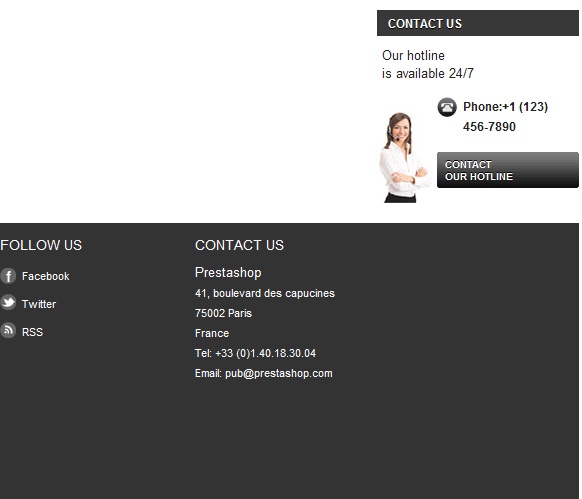 CONTACT US
Our hotline
is available 24/7
Phone:+1 (123)
456-7890
CONTACT
OUR HOTLINE
FOLLOW US
Facebook
Twitter
RSS
CONTACT US
Prestashop
41, boulevard des capucines
75002 Paris
France
Tel: +33 (0)1.40.18.30.04
Email: pub@prestashop.com